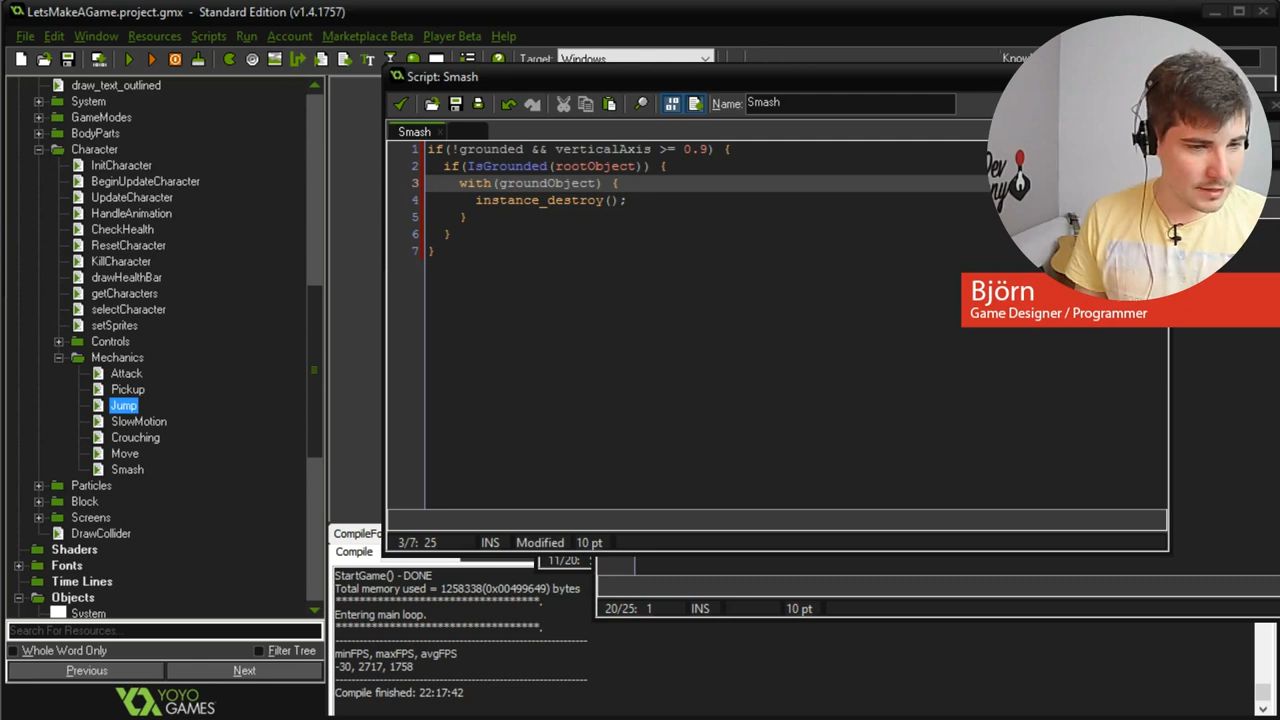 LetsMakeAGame.project.gmx - Standard Edition (v1.4.1757)
File Edit Window Resources Scripts Run Account Marketplace Beta Player Beta Help
Target: Windows
draw_text_outlined
System
GameModes
BodyParts
Character
InitCharacter
BeginUpdateCharacter
UpdateCharacter
HandleAnimation
CheckHealth
ResetCharacter
KillCharacter
drawHealthBar
getCharacters
selectCharacter
setSprites
Controls
Mechanics
Attack
Pickup
Jump
SlowMotion
Crouching
Move
Smash
Particles
Block
Screens
DrawCollider
Shaders
Fonts
Time Lines
Objects
System
Search For Resources...
Whole Word Only Filter Tree
Previous Next
YOYO
GAMES
Script: Smash
Name: Smash
Smash
1 if(!grounded && verticalAxis >= 0.9) {
2 if(IsGrounded(rootObject)) {
3 with(groundObject) {
4 instance_destroy();
5 }
6 }
7 }
3/7: 25 INS Modified 10 pt
11/20:
20/25: 1 INS 10 pt
Compile
StartGame() - DONE
Total memory used = 1258338(0x00499649) bytes
**************************************.
Entering main loop.
**************************************.
minFPS, maxFPS, avgFPS
-30, 2717, 1758
Compile finished: 22:17:42
Björn
Game Designer / Programmer